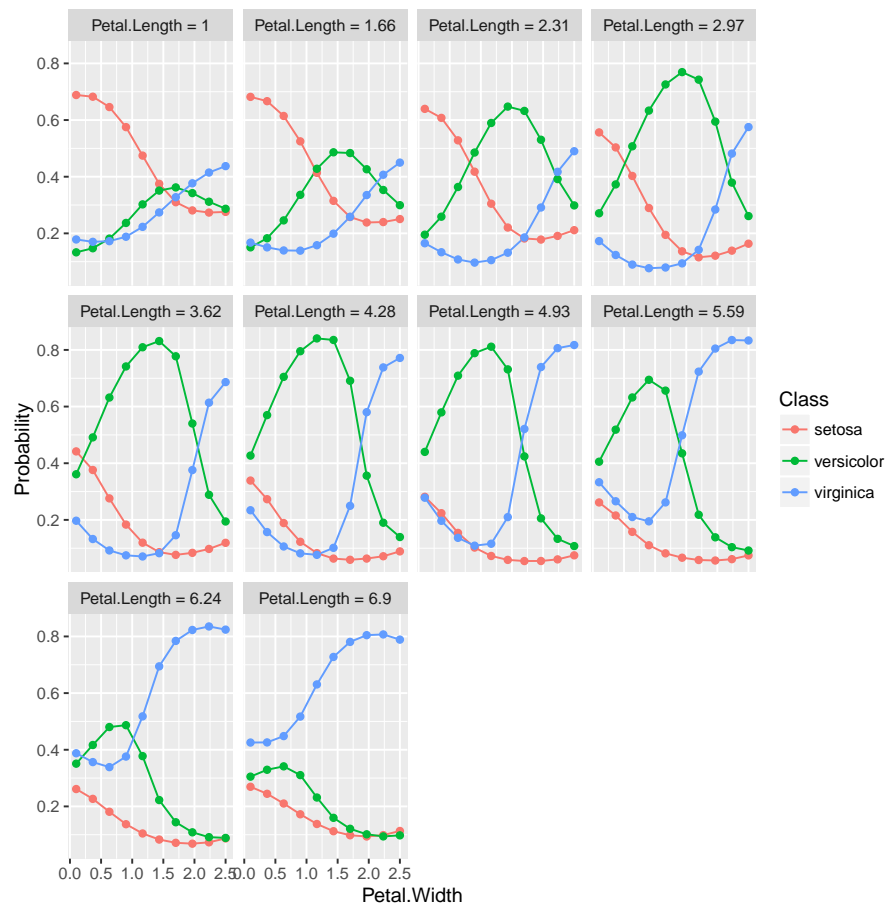 Petal.Length = 1
Petal.Length = 1.66
Petal.Length = 2.31
Petal.Length = 2.97
0.8
0.6
0.4
0.2
Petal.Length = 3.62
Petal.Length = 4.28
Petal.Length = 4.93
Petal.Length = 5.59
0.8
0.6
0.4
0.2
Probability
Class
setosa
versicolor
virginica
Petal.Length = 6.24
Petal.Length = 6.9
0.8
0.6
0.4
0.2
0.0 0.5 1.0 1.5 2.0 2.5
0.0 0.5 1.0 1.5 2.0 2.5
Petal.Width